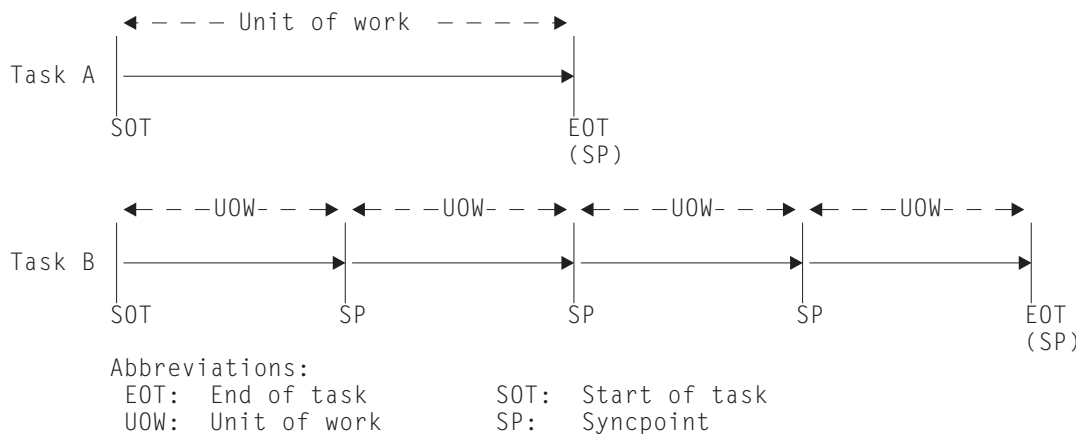 Unit of work
Task A
SOT EOT
(SP)
UOW UOW UOW UOW
Task B
SOT SP SP SP EOT
(SP)
Abbreviations:
EOT: End of task SOT: Start of task
UOW: Unit of work SP: Syncpoint